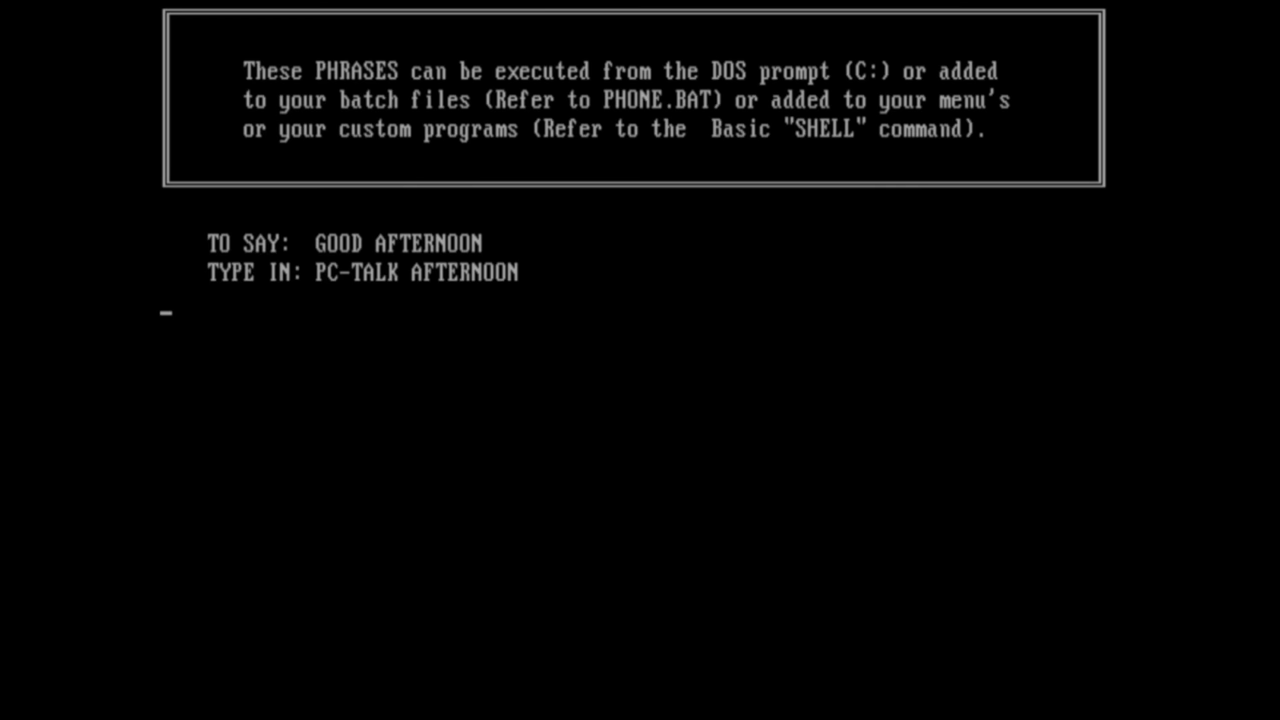 These PHRASES can be executed from the DOS prompt (C:) or added
to your batch files (Refer to PHONE.BAT) or added to your menu's
or your custom programs (Refer to the  Basic "SHELL" command).
TO SAY:  GOOD AFTERNOON
TYPE IN: PC-TALK AFTERNOON